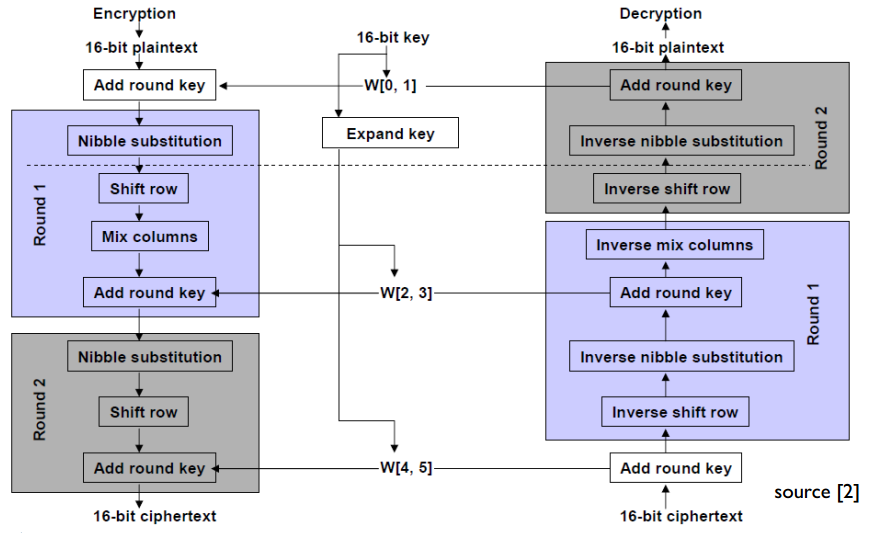 Encryption
16-bit plaintext
Add round key
Round 1
Nibble substitution
Shift row
Mix columns
Add round key
Round 2
Nibble substitution
Shift row
Add round key
16-bit ciphertext
16-bit key
W[0, 1]
Expand key
W[2, 3]
W[4, 5]
Decryption
16-bit plaintext
Add round key
Inverse nibble substitution
Inverse shift row
Round 2
Inverse mix columns
Add round key
Inverse nibble substitution
Inverse shift row
Round 1
Add round key
16-bit ciphertext
source [2]